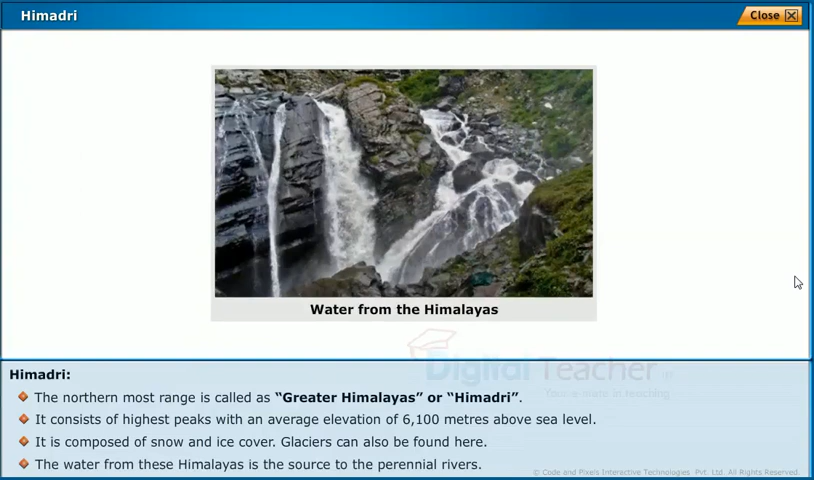 Himadri
Close
Water from the Himalayas
Digital Teacher.in
Himadri:
The northern most range is called as “Greater Himalayas” or “Himadri”.
It consists of highest peaks with an average elevation of 6,100 metres above sea level.
It is composed of snow and ice cover. Glaciers can also be found here.
The water from these Himalayas is the source to the perennial rivers.
© Code and Pixels Interactive Technologies. Pvt. Ltd. All Rights Reserved.